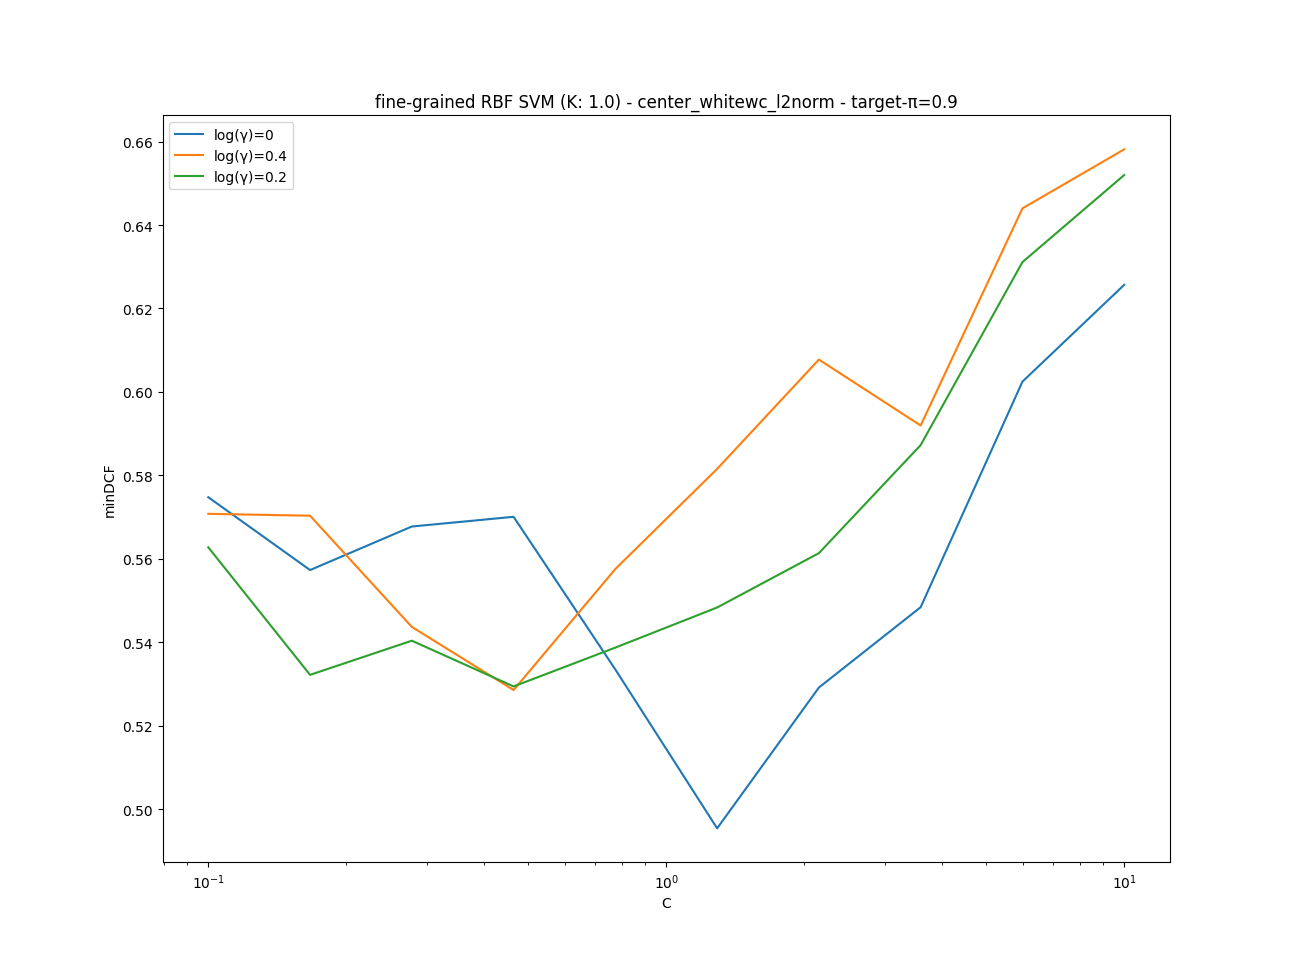 fine-grained RBF SVM (K: 1.0) - center_whitewc_l2norm - target-π=0.9
log(γ)=0
log(γ)=0.4
log(γ)=0.2
minDCF
0.66
0.64
0.62
0.60
0.58
0.56
0.54
0.52
0.50
10⁻¹ 10⁰ 10¹
C